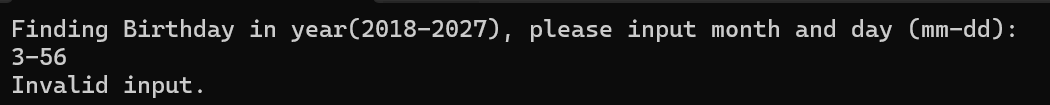 Finding Birthday in year(2018-2027), please input month and day (mm-dd):
3-56
Invalid input.